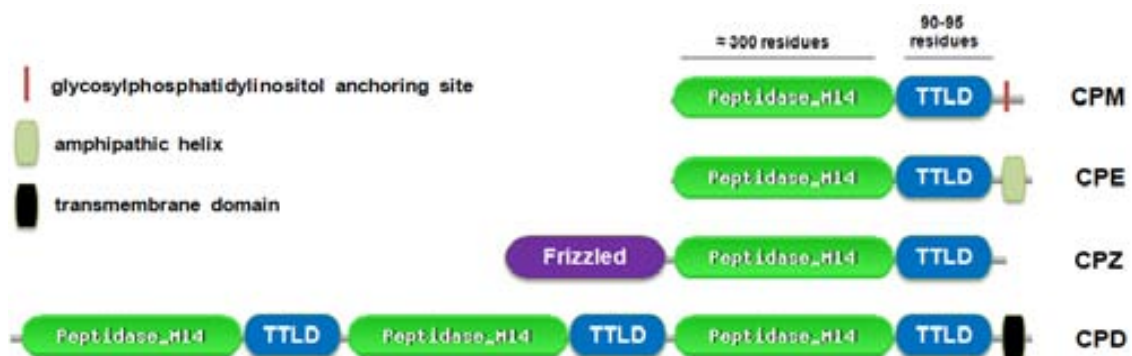 ≈ 300 residues
90-95
residues
glycosylphosphatidylinositol anchoring site
amphipathic helix
transmembrane domain
Peptidase_M14 TTLD CPM
Peptidase_M14 TTLD CPE
Frizzled Peptidase_M14 TTLD CPZ
Peptidase_M14 TTLD Peptidase_M14 TTLD Peptidase_M14 TTLD CPD